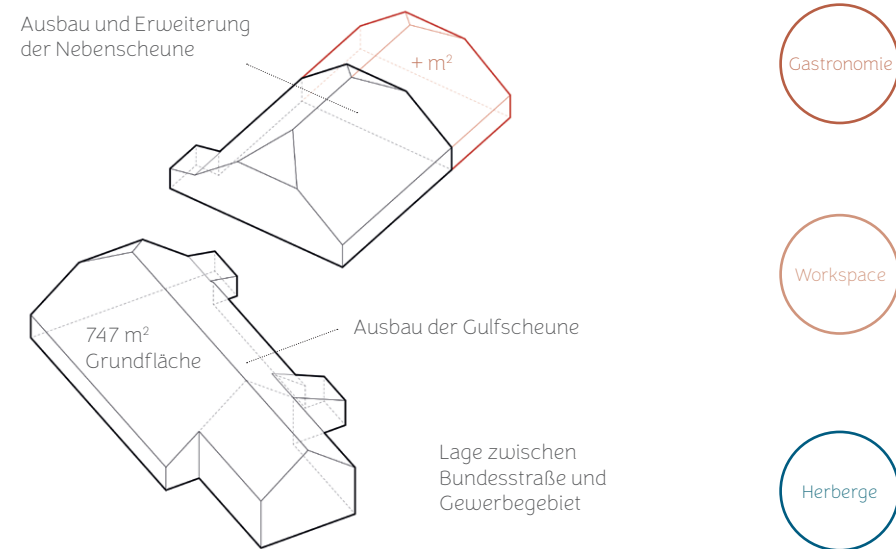 Ausbau und Erweiterung
der Nebenscheune
+ m²
Gastronomie
Workspace
747 m²
Grundfläche
Ausbau der Gulfscheune
Lage zwischen
Bundesstraße und
Gewerbegebiet
Herberge